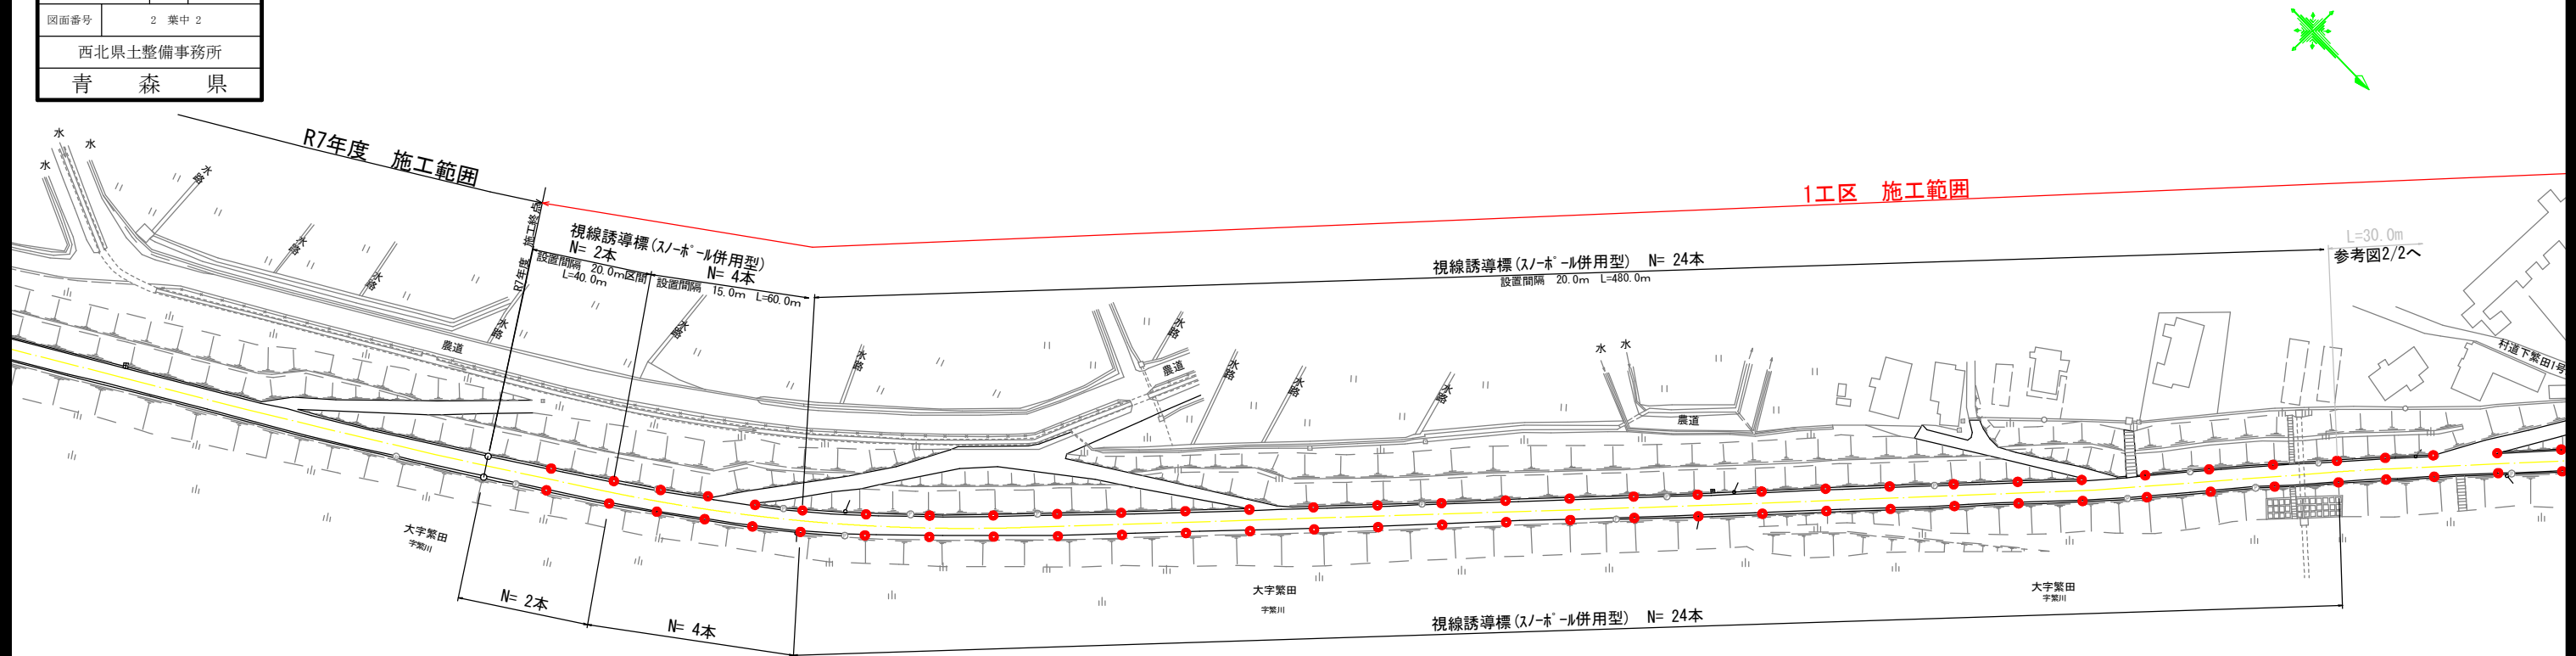 図面番号 2 葉中 2
西北県土整備事務所
青 森 県
R7年度 施工範囲
1工区 施工範囲
R7年度 施工終点
視線誘導標(スノーポール併用型)
N= 2本
設置間隔 20.0m区間
L=40.0m
N= 4本
設置間隔 15.0m L=60.0m
視線誘導標(スノーポール併用型) N= 24本
設置間隔 20.0m L=480.0m
L=30.0m
参考図2/2へ
水
水
水
水路
水路
水路
水路
水路
水路
水路
水路
水路
水路
水
水
農道
農道
農道
村道下繁田1号
大字繁田
字繁川
大字繁田
字繁川
大字繁田
字繁川
N= 2本
N= 4本
視線誘導標(スノーポール併用型) N= 24本